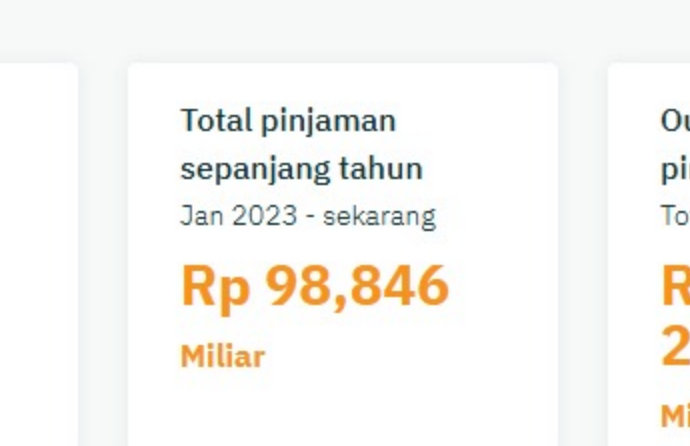 Total pinjaman
sepanjang tahun
Jan 2023 - sekarang
Rp 98,846
Miliar